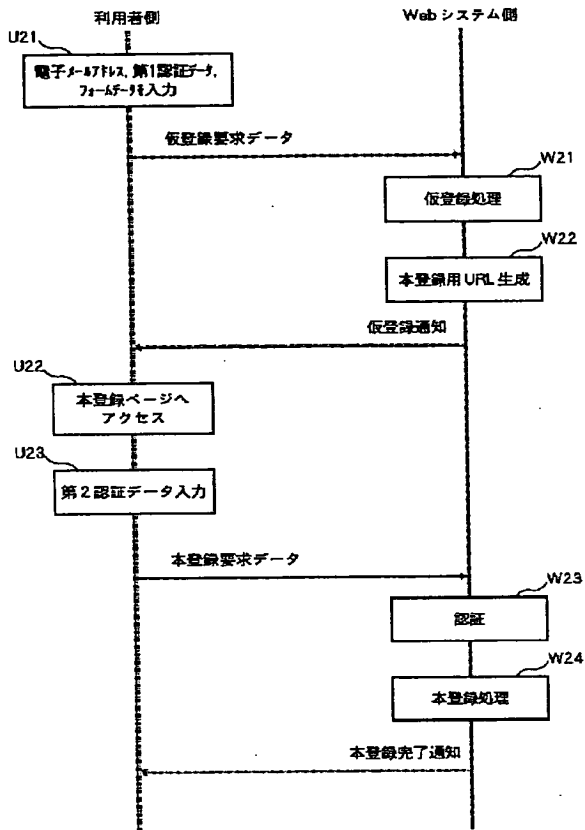 利用者側
Webシステム側
U21
電子メールアドレス,第1認証データ,
フォームデータを入力
仮登録要求データ
W21
仮登録処理
W22
本登録用URL生成
仮登録通知
U22
本登録ページへ
アクセス
U23
第2認証データ入力
本登録要求データ
W23
認証
W24
本登録処理
本登録完了通知